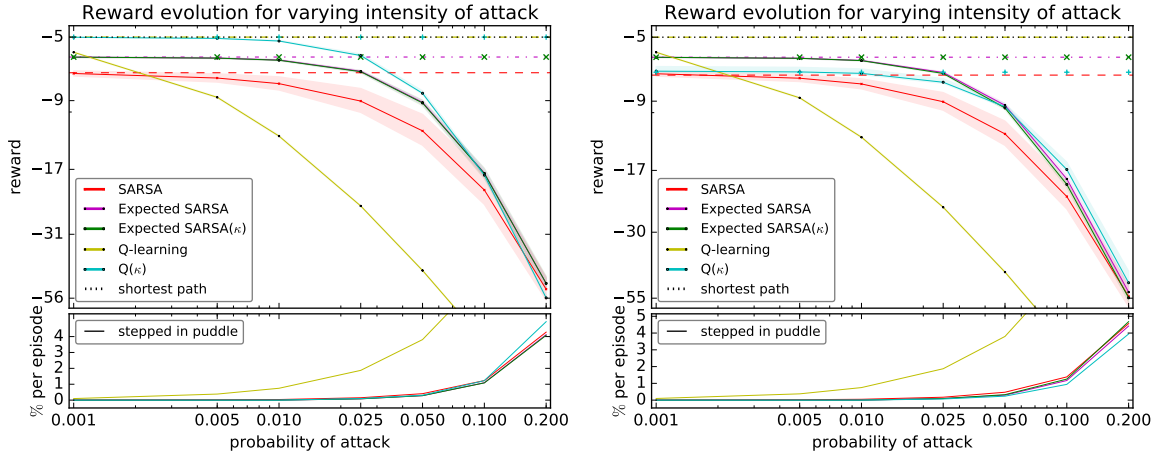 Reward evolution for varying intensity of attack
−5
−9
−17
−31
−56
reward
SARSA
Expected SARSA
Expected SARSA(κ)
Q-learning
Q(κ)
shortest path
4
3
2
1
0
% per episode
stepped in puddle
0.001
0.005
0.010
0.025
0.050
0.100
0.200
probability of attack
Reward evolution for varying intensity of attack
−5
−9
−17
−30
−55
reward
SARSA
Expected SARSA
Expected SARSA(κ)
Q-learning
Q(κ)
shortest path
5
4
3
2
1
0
% per episode
stepped in puddle
0.001
0.005
0.010
0.025
0.050
0.100
0.200
probability of attack